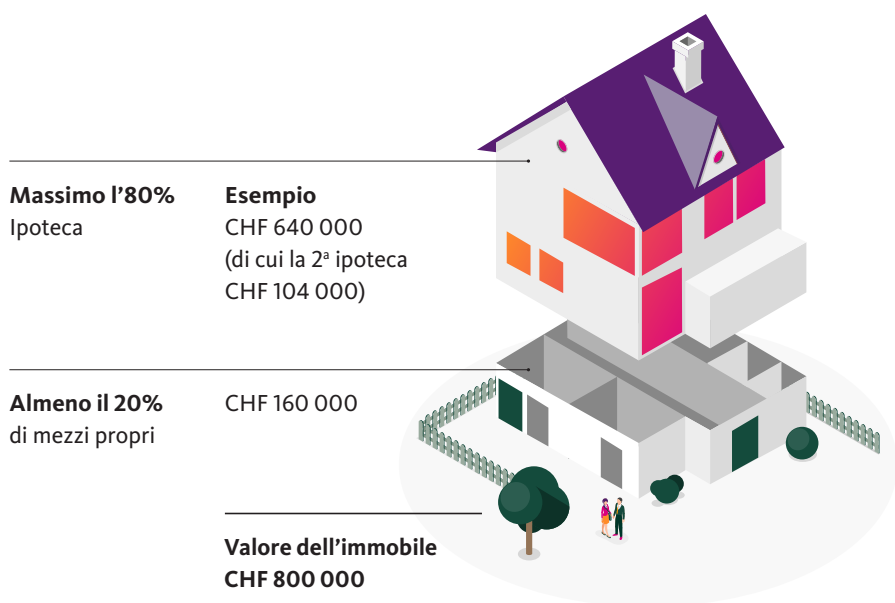 Massimo l'80%
Ipoteca
Esempio
CHF 640 000
(di cui la 2ª ipoteca
CHF 104 000)
Almeno il 20%
di mezzi propri
CHF 160 000
Valore dell'immobile
CHF 800 000